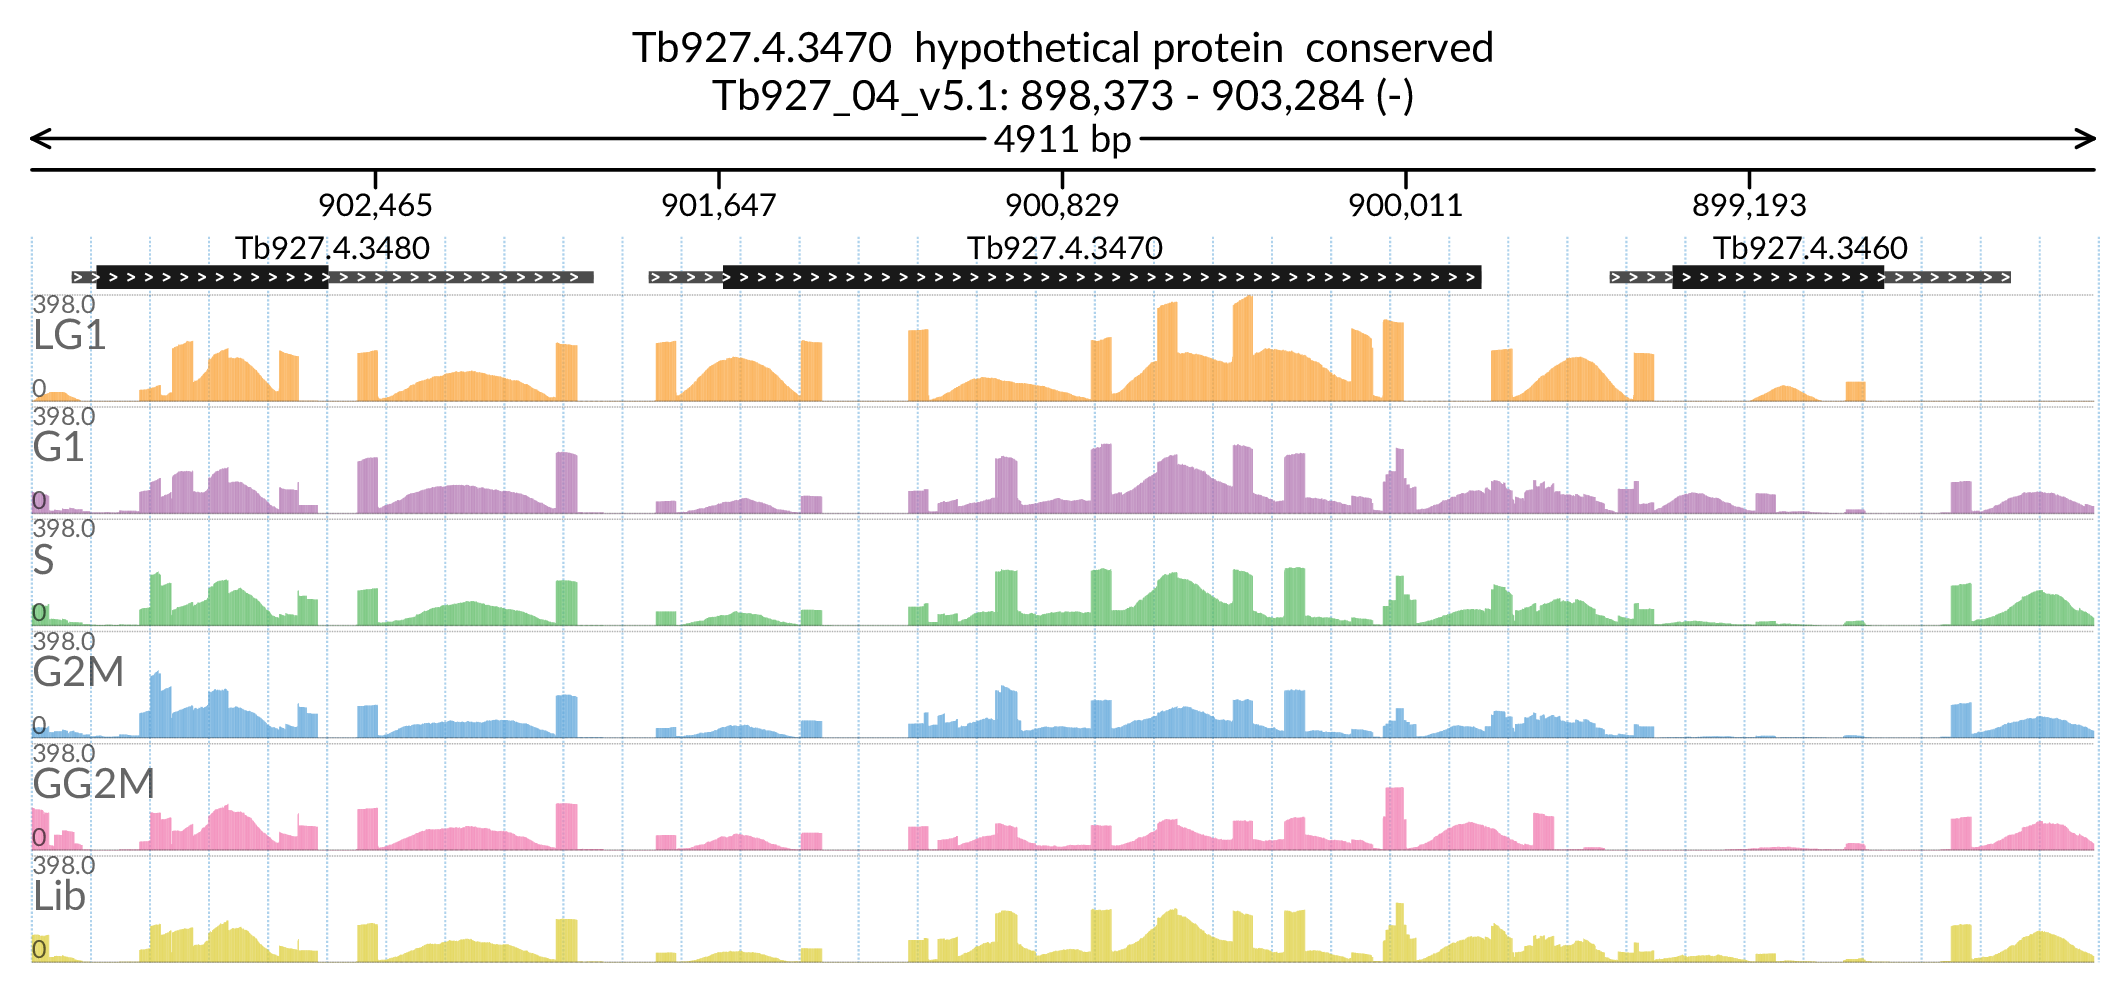 Tb927.4.3470 hypothetical protein conserved
Tb927_04_v5.1: 898,373 - 903,284 (-)
4911 bp
902,465 901,647 900,829 900,011 899,193
Tb927.4.3480 Tb927.4.3470 Tb927.4.3460
398.0
LG1
0
398.0
G1
0
398.0
S
0
398.0
G2M
0
398.0
GG2M
0
398.0
Lib
0